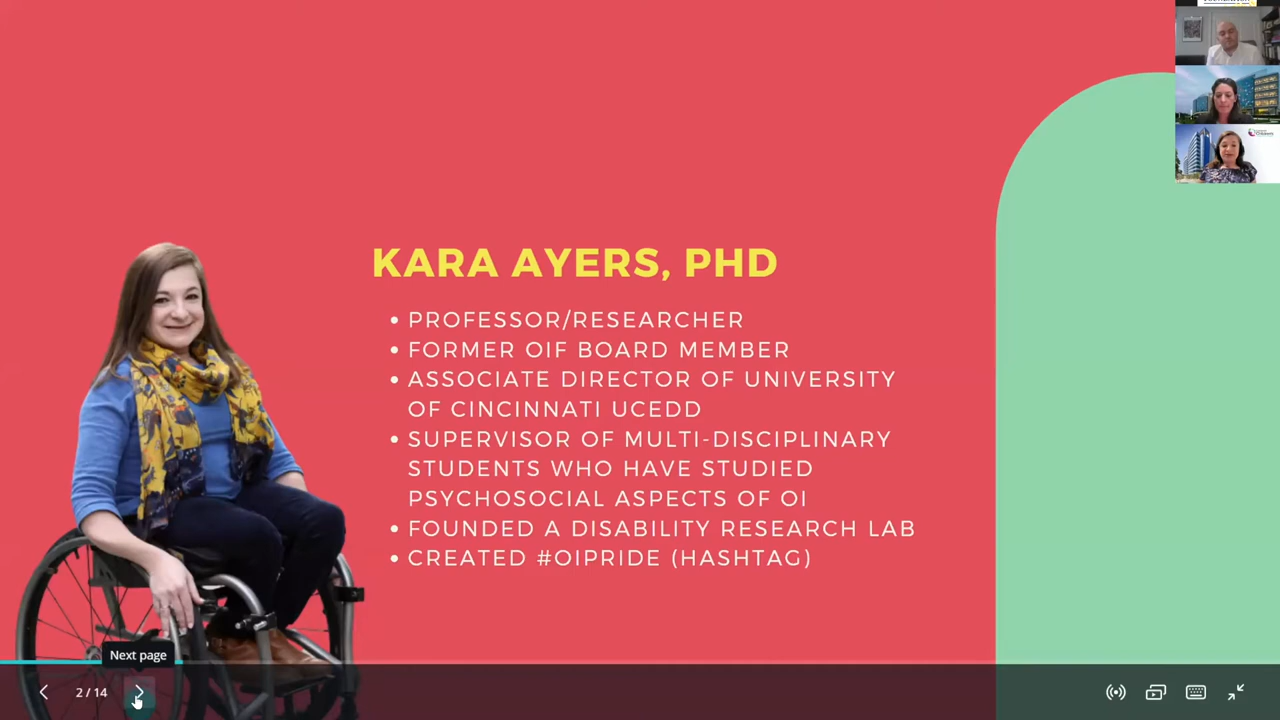 KARA AYERS, PHD
• PROFESSOR/RESEARCHER
• FORMER OIF BOARD MEMBER
• ASSOCIATE DIRECTOR OF UNIVERSITY
OF CINCINNATI UCEDD
• SUPERVISOR OF MULTI-DISCIPLINARY
STUDENTS WHO HAVE STUDIED
PSYCHOSOCIAL ASPECTS OF OI
• FOUNDED A DISABILITY RESEARCH LAB
• CREATED #OIPRIDE (HASHTAG)
Next page
2 / 14